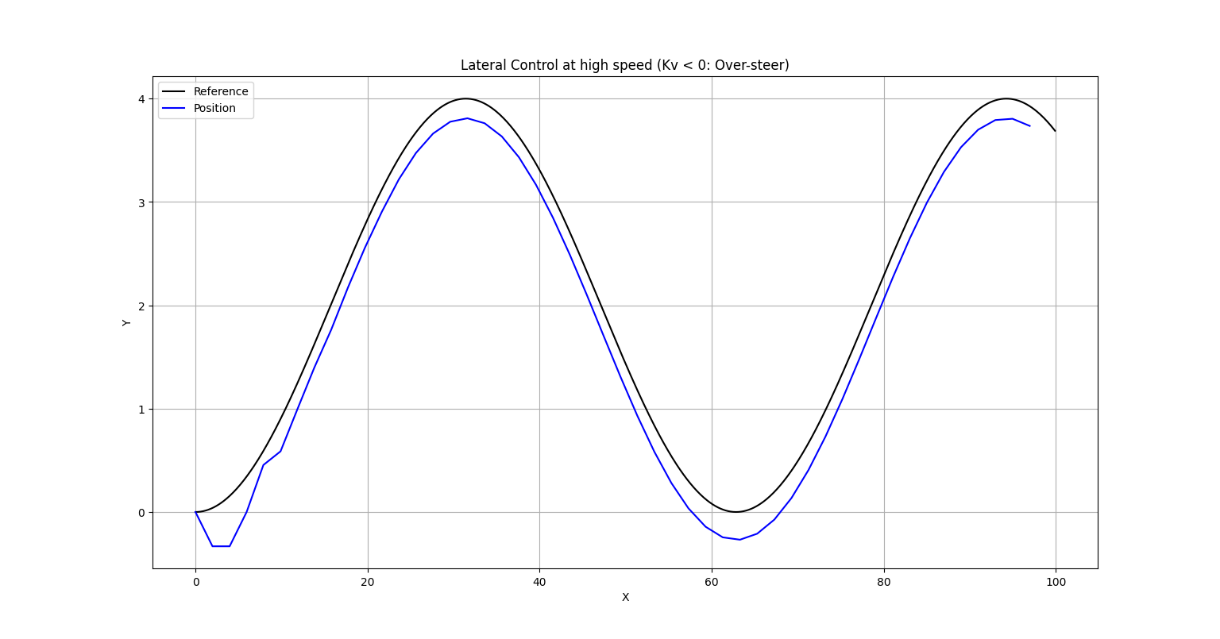 Lateral Control at high speed (Kv < 0: Over-steer)
Reference
Position
4
3
2
1
0
Y
0 20 40 60 80 100
X